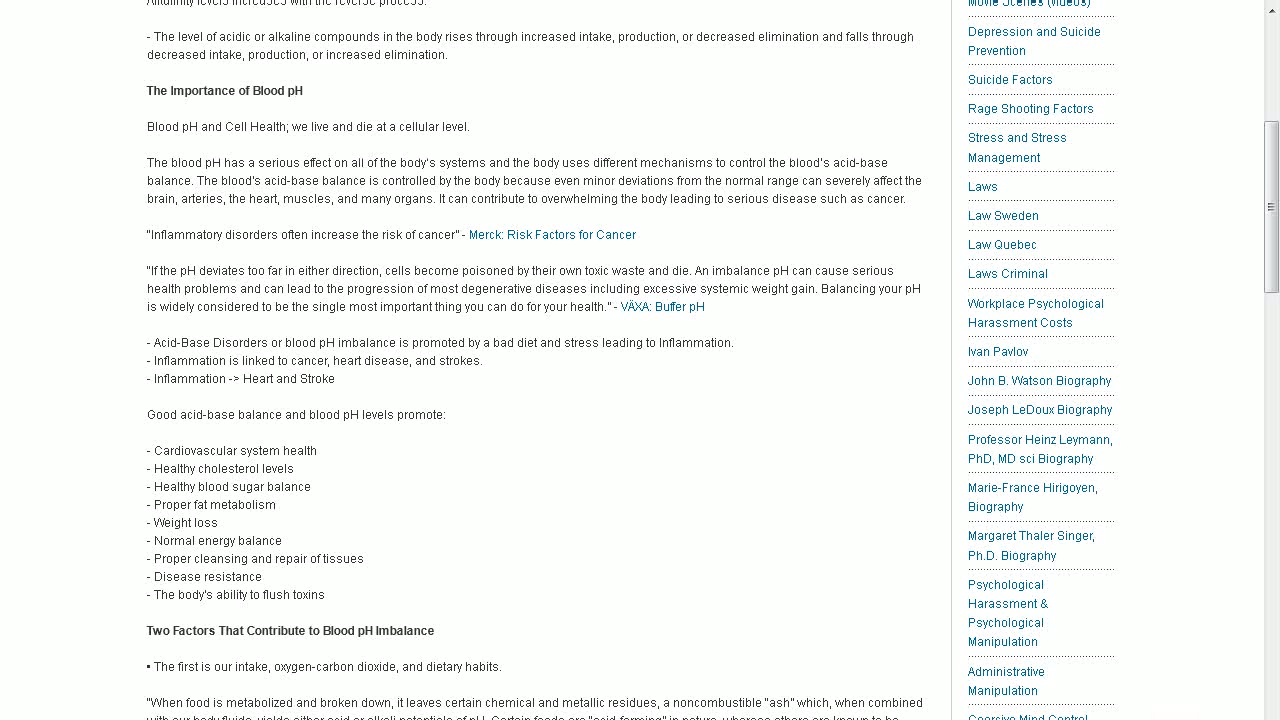 Alkalinity levels increases with the reverse process.
- The level of acidic or alkaline compounds in the body rises through increased intake, production, or decreased elimination and falls through
decreased intake, production, or increased elimination.
The Importance of Blood pH
Blood pH and Cell Health; we live and die at a cellular level.
The blood pH has a serious effect on all of the body's systems and the body uses different mechanisms to control the blood's acid-base
balance. The blood's acid-base balance is controlled by the body because even minor deviations from the normal range can severely affect the
brain, arteries, the heart, muscles, and many organs. It can contribute to overwhelming the body leading to serious disease such as cancer.
"Inflammatory disorders often increase the risk of cancer" - Merck: Risk Factors for Cancer
"If the pH deviates too far in either direction, cells become poisoned by their own toxic waste and die. An imbalance pH can cause serious
health problems and can lead to the progression of most degenerative diseases including excessive systemic weight gain. Balancing your pH
is widely considered to be the single most important thing you can do for your health." - VÄXA: Buffer pH
- Acid-Base Disorders or blood pH imbalance is promoted by a bad diet and stress leading to Inflammation.
- Inflammation is linked to cancer, heart disease, and strokes.
- Inflammation -> Heart and Stroke
Good acid-base balance and blood pH levels promote:
- Cardiovascular system health
- Healthy cholesterol levels
- Healthy blood sugar balance
- Proper fat metabolism
- Weight loss
- Normal energy balance
- Proper cleansing and repair of tissues
- Disease resistance
- The body's ability to flush toxins
Two Factors That Contribute to Blood pH Imbalance
▪ The first is our intake, oxygen-carbon dioxide, and dietary habits.
"When food is metabolized and broken down, it leaves certain chemical and metallic residues, a noncombustible "ash" which, when combined
with our body fluids, yields either acid or alkali potentials of pH. Certain foods are "acid-forming" in nature, whereas others are known to be
Movie Scenes (videos)
Depression and Suicide
Prevention
Suicide Factors
Rage Shooting Factors
Stress and Stress
Management
Laws
Law Sweden
Law Quebec
Laws Criminal
Workplace Psychological
Harassment Costs
Ivan Pavlov
John B. Watson Biography
Joseph LeDoux Biography
Professor Heinz Leymann,
PhD, MD sci Biography
Marie-France Hirigoyen,
Biography
Margaret Thaler Singer,
Ph.D. Biography
Psychological
Harassment &
Psychological
Manipulation
Administrative
Manipulation
Coercive Mind Control